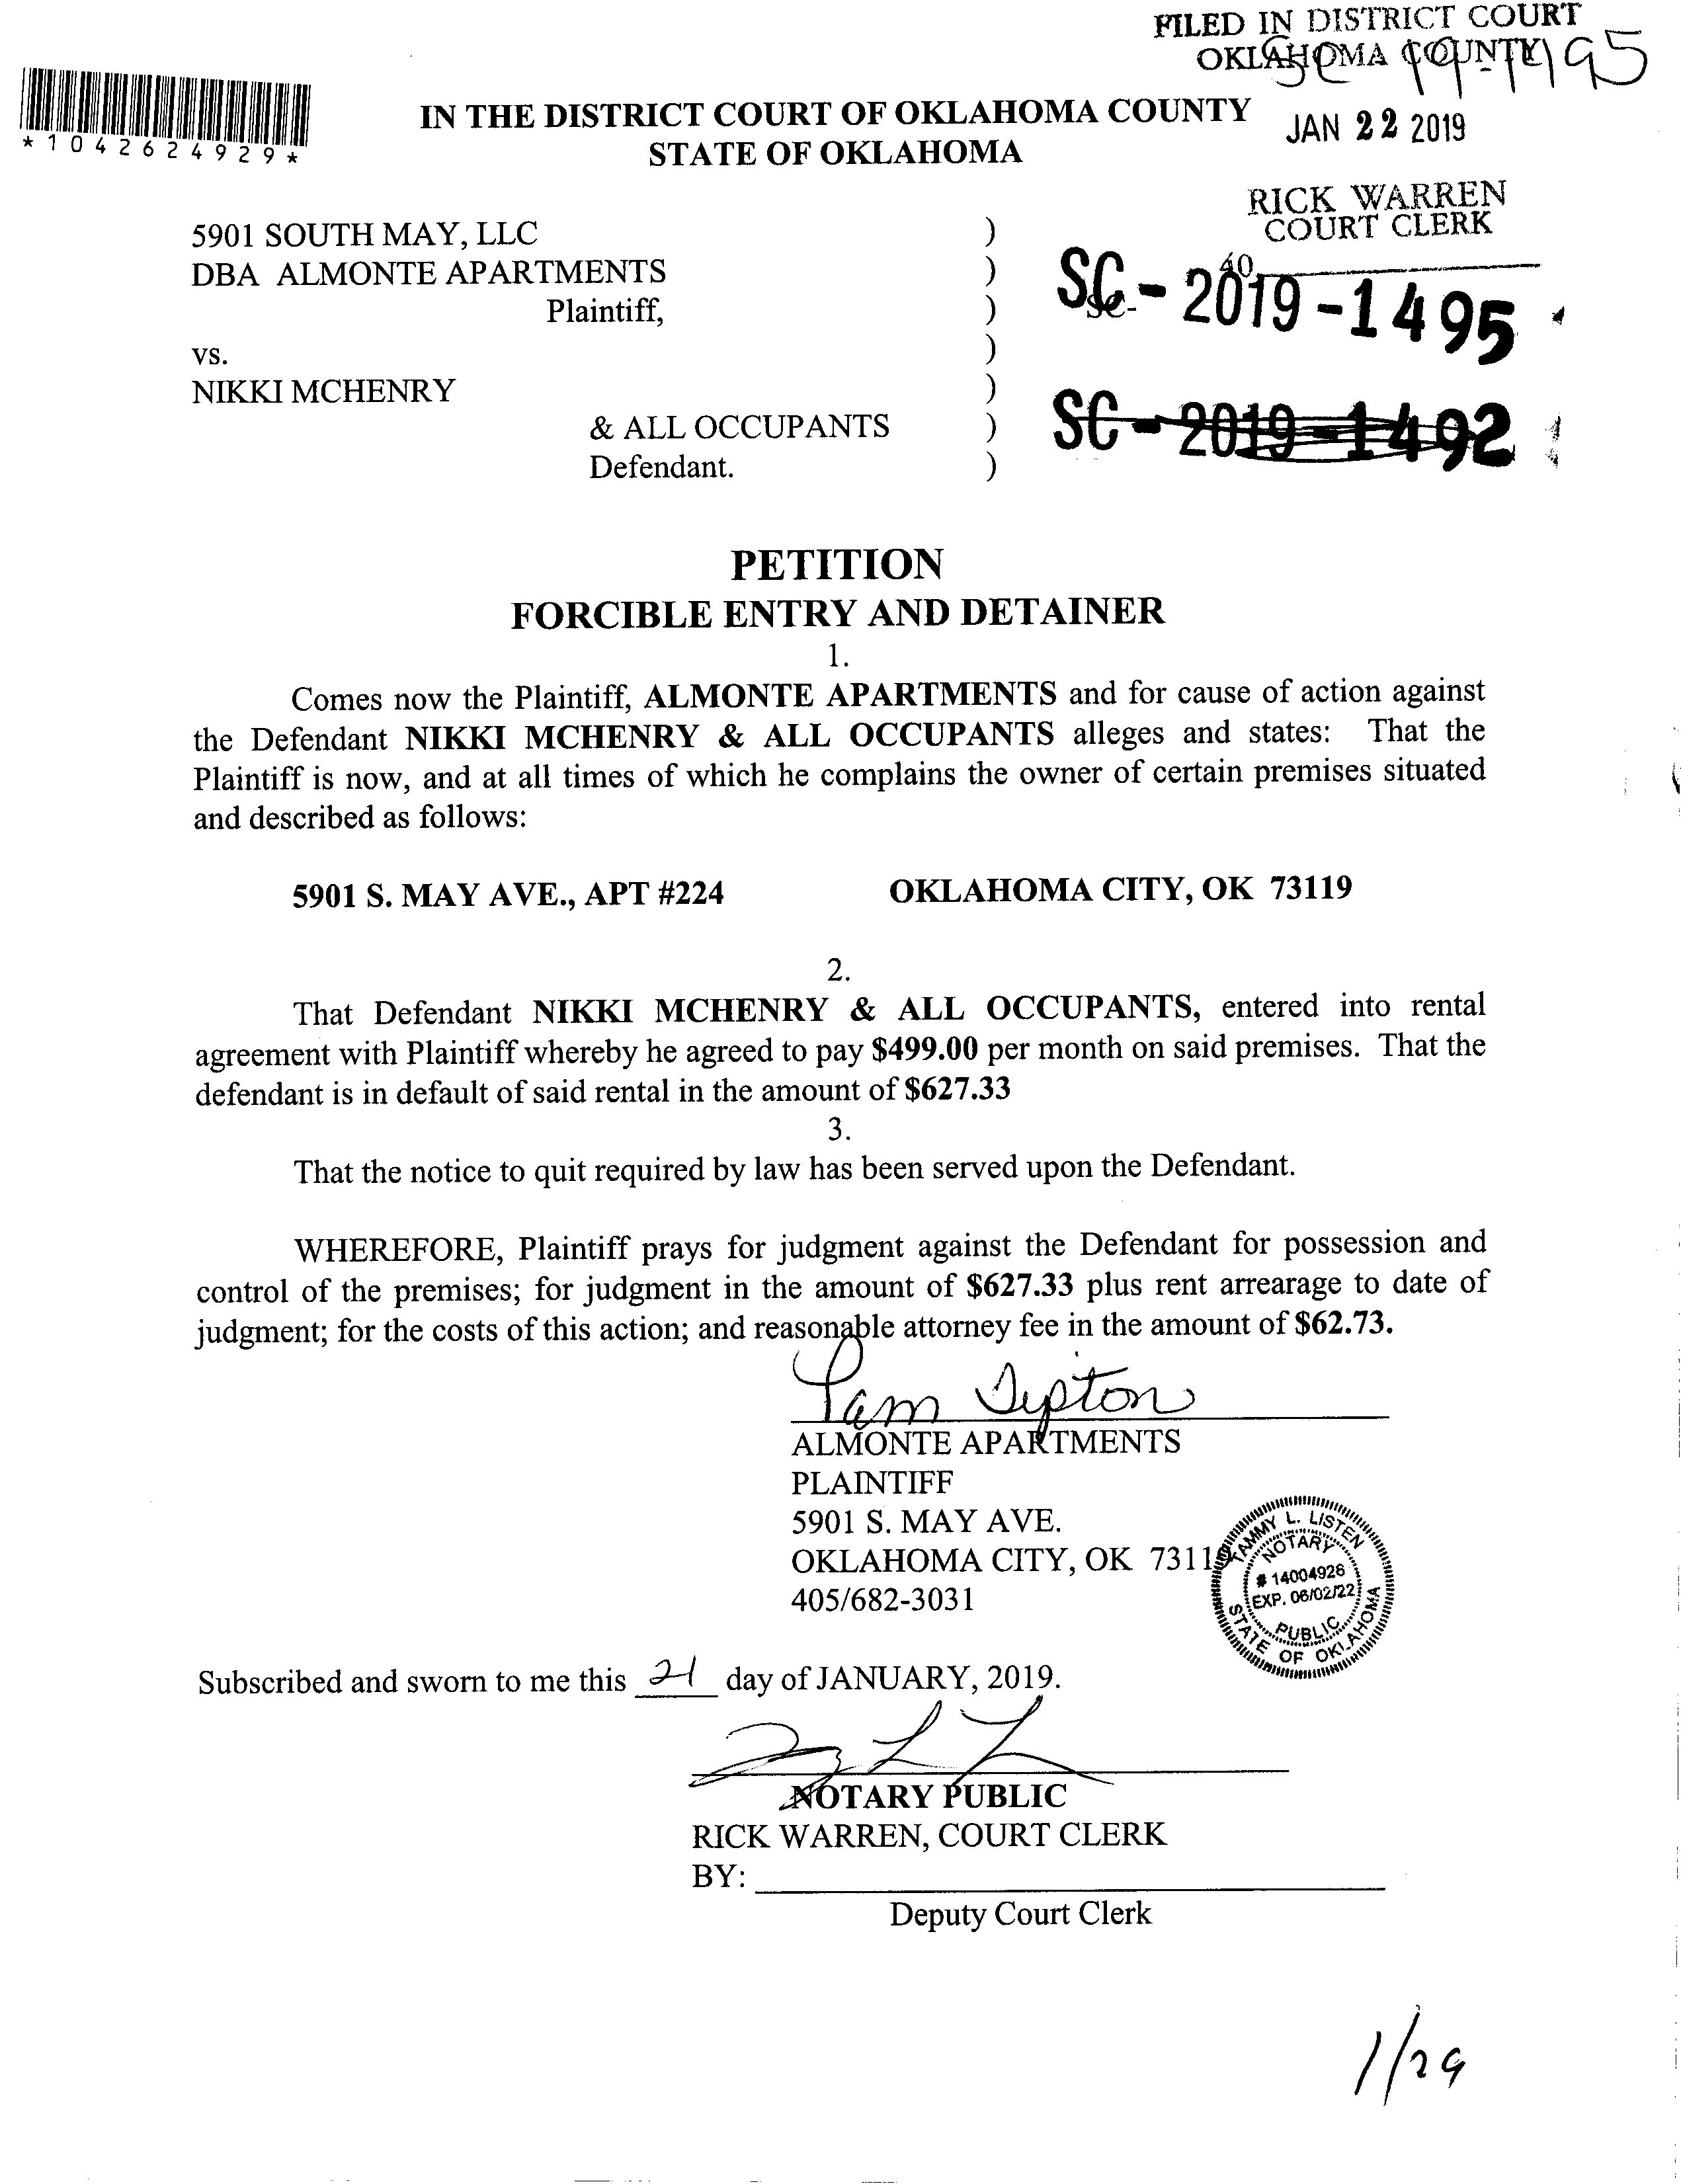 FILED IN DISTRICT COURT
OKLAHOMA COUNTY
SC 19-1495
*1042624929*
IN THE DISTRICT COURT OF OKLAHOMA COUNTY
STATE OF OKLAHOMA
JAN 22 2019
RICK WARREN
COURT CLERK
40
5901 SOUTH MAY, LLC )
DBA ALMONTE APARTMENTS )
Plaintiff, )
SC-
SC-2019-1495
vs. )
NIKKI MCHENRY )
& ALL OCCUPANTS )
SC-2019-1492
Defendant. )
PETITION
FORCIBLE ENTRY AND DETAINER
1.
Comes now the Plaintiff, ALMONTE APARTMENTS and for cause of action against
the Defendant NIKKI MCHENRY & ALL OCCUPANTS alleges and states: That the
Plaintiff is now, and at all times of which he complains the owner of certain premises situated
and described as follows:
5901 S. MAY AVE., APT #224 OKLAHOMA CITY, OK 73119
2.
That Defendant NIKKI MCHENRY & ALL OCCUPANTS, entered into rental
agreement with Plaintiff whereby he agreed to pay $499.00 per month on said premises. That the
defendant is in default of said rental in the amount of $627.33
3.
That the notice to quit required by law has been served upon the Defendant.
WHEREFORE, Plaintiff prays for judgment against the Defendant for possession and
control of the premises; for judgment in the amount of $627.33 plus rent arrearage to date of
judgment; for the costs of this action; and reasonable attorney fee in the amount of $62.73.
Pam Tipton
ALMONTE APARTMENTS
PLAINTIFF
5901 S. MAY AVE.
OKLAHOMA CITY, OK 73119
405/682-3031
TAMMY L. LISTEN
NOTARY
# 14004926
EXP. 06/02/22
PUBLIC
STATE OF OKLAHOMA
Subscribed and sworn to me this 21 day of JANUARY, 2019.
NOTARY PUBLIC
RICK WARREN, COURT CLERK
BY:
Deputy Court Clerk
1/29